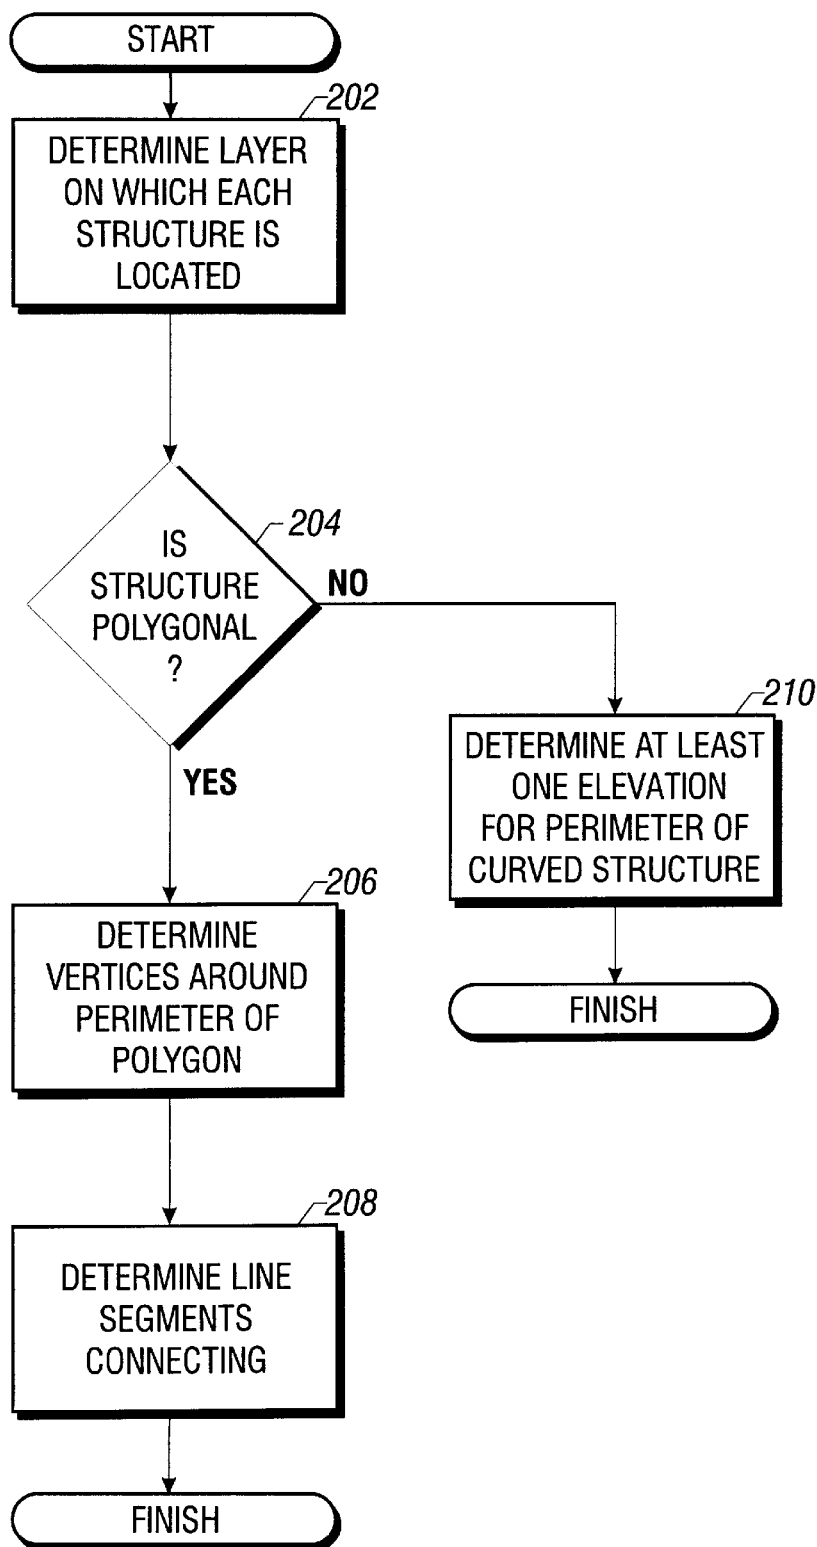 START
202
DETERMINE LAYER
ON WHICH EACH
STRUCTURE IS
LOCATED
204
IS
STRUCTURE
POLYGONAL
?
NO
YES
210
DETERMINE AT LEAST
ONE ELEVATION
FOR PERIMETER OF
CURVED STRUCTURE
FINISH
206
DETERMINE
VERTICES AROUND
PERIMETER OF
POLYGON
208
DETERMINE LINE
SEGMENTS
CONNECTING
FINISH